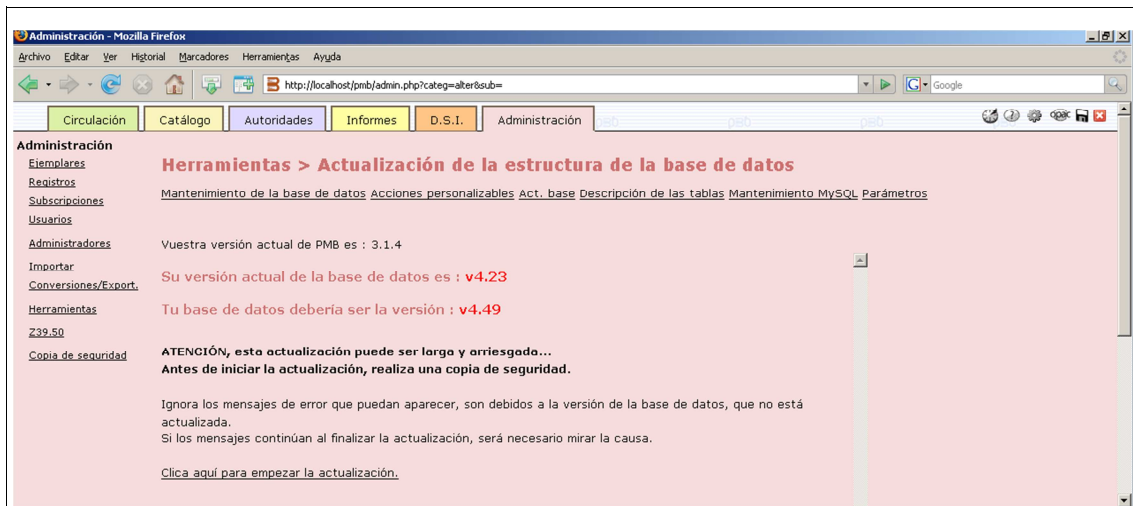 Administración - Mozilla Firefox
Archivo Editar Ver Historial Marcadores Herramientas Ayuda
http://localhost/pmb/admin.php?categ=alter&sub=
G Google
Circulación Catálogo Autoridades Informes D.S.I. Administración
Administración
Ejemplares
Registros
Subscripciones
Usuarios
Administradores
Importar
Conversiones/Export.
Herramientas
Z39.50
Copia de seguridad
Herramientas > Actualización de la estructura de la base de datos
Mantenimiento de la base de datos Acciones personalizables Act. base Descripción de las tablas Mantenimiento MySQL Parámetros
Vuestra versión actual de PMB es : 3.1.4
Su versión actual de la base de datos es : v4.23
Tu base de datos debería ser la versión : v4.49
ATENCIÓN, esta actualización puede ser larga y arriesgada...
Antes de iniciar la actualización, realiza una copia de seguridad.
Ignora los mensajes de error que puedan aparecer, son debidos a la versión de la base de datos, que no está
actualizada.
Si los mensajes continúan al finalizar la actualización, será necesario mirar la causa.
Clica aquí para empezar la actualización.